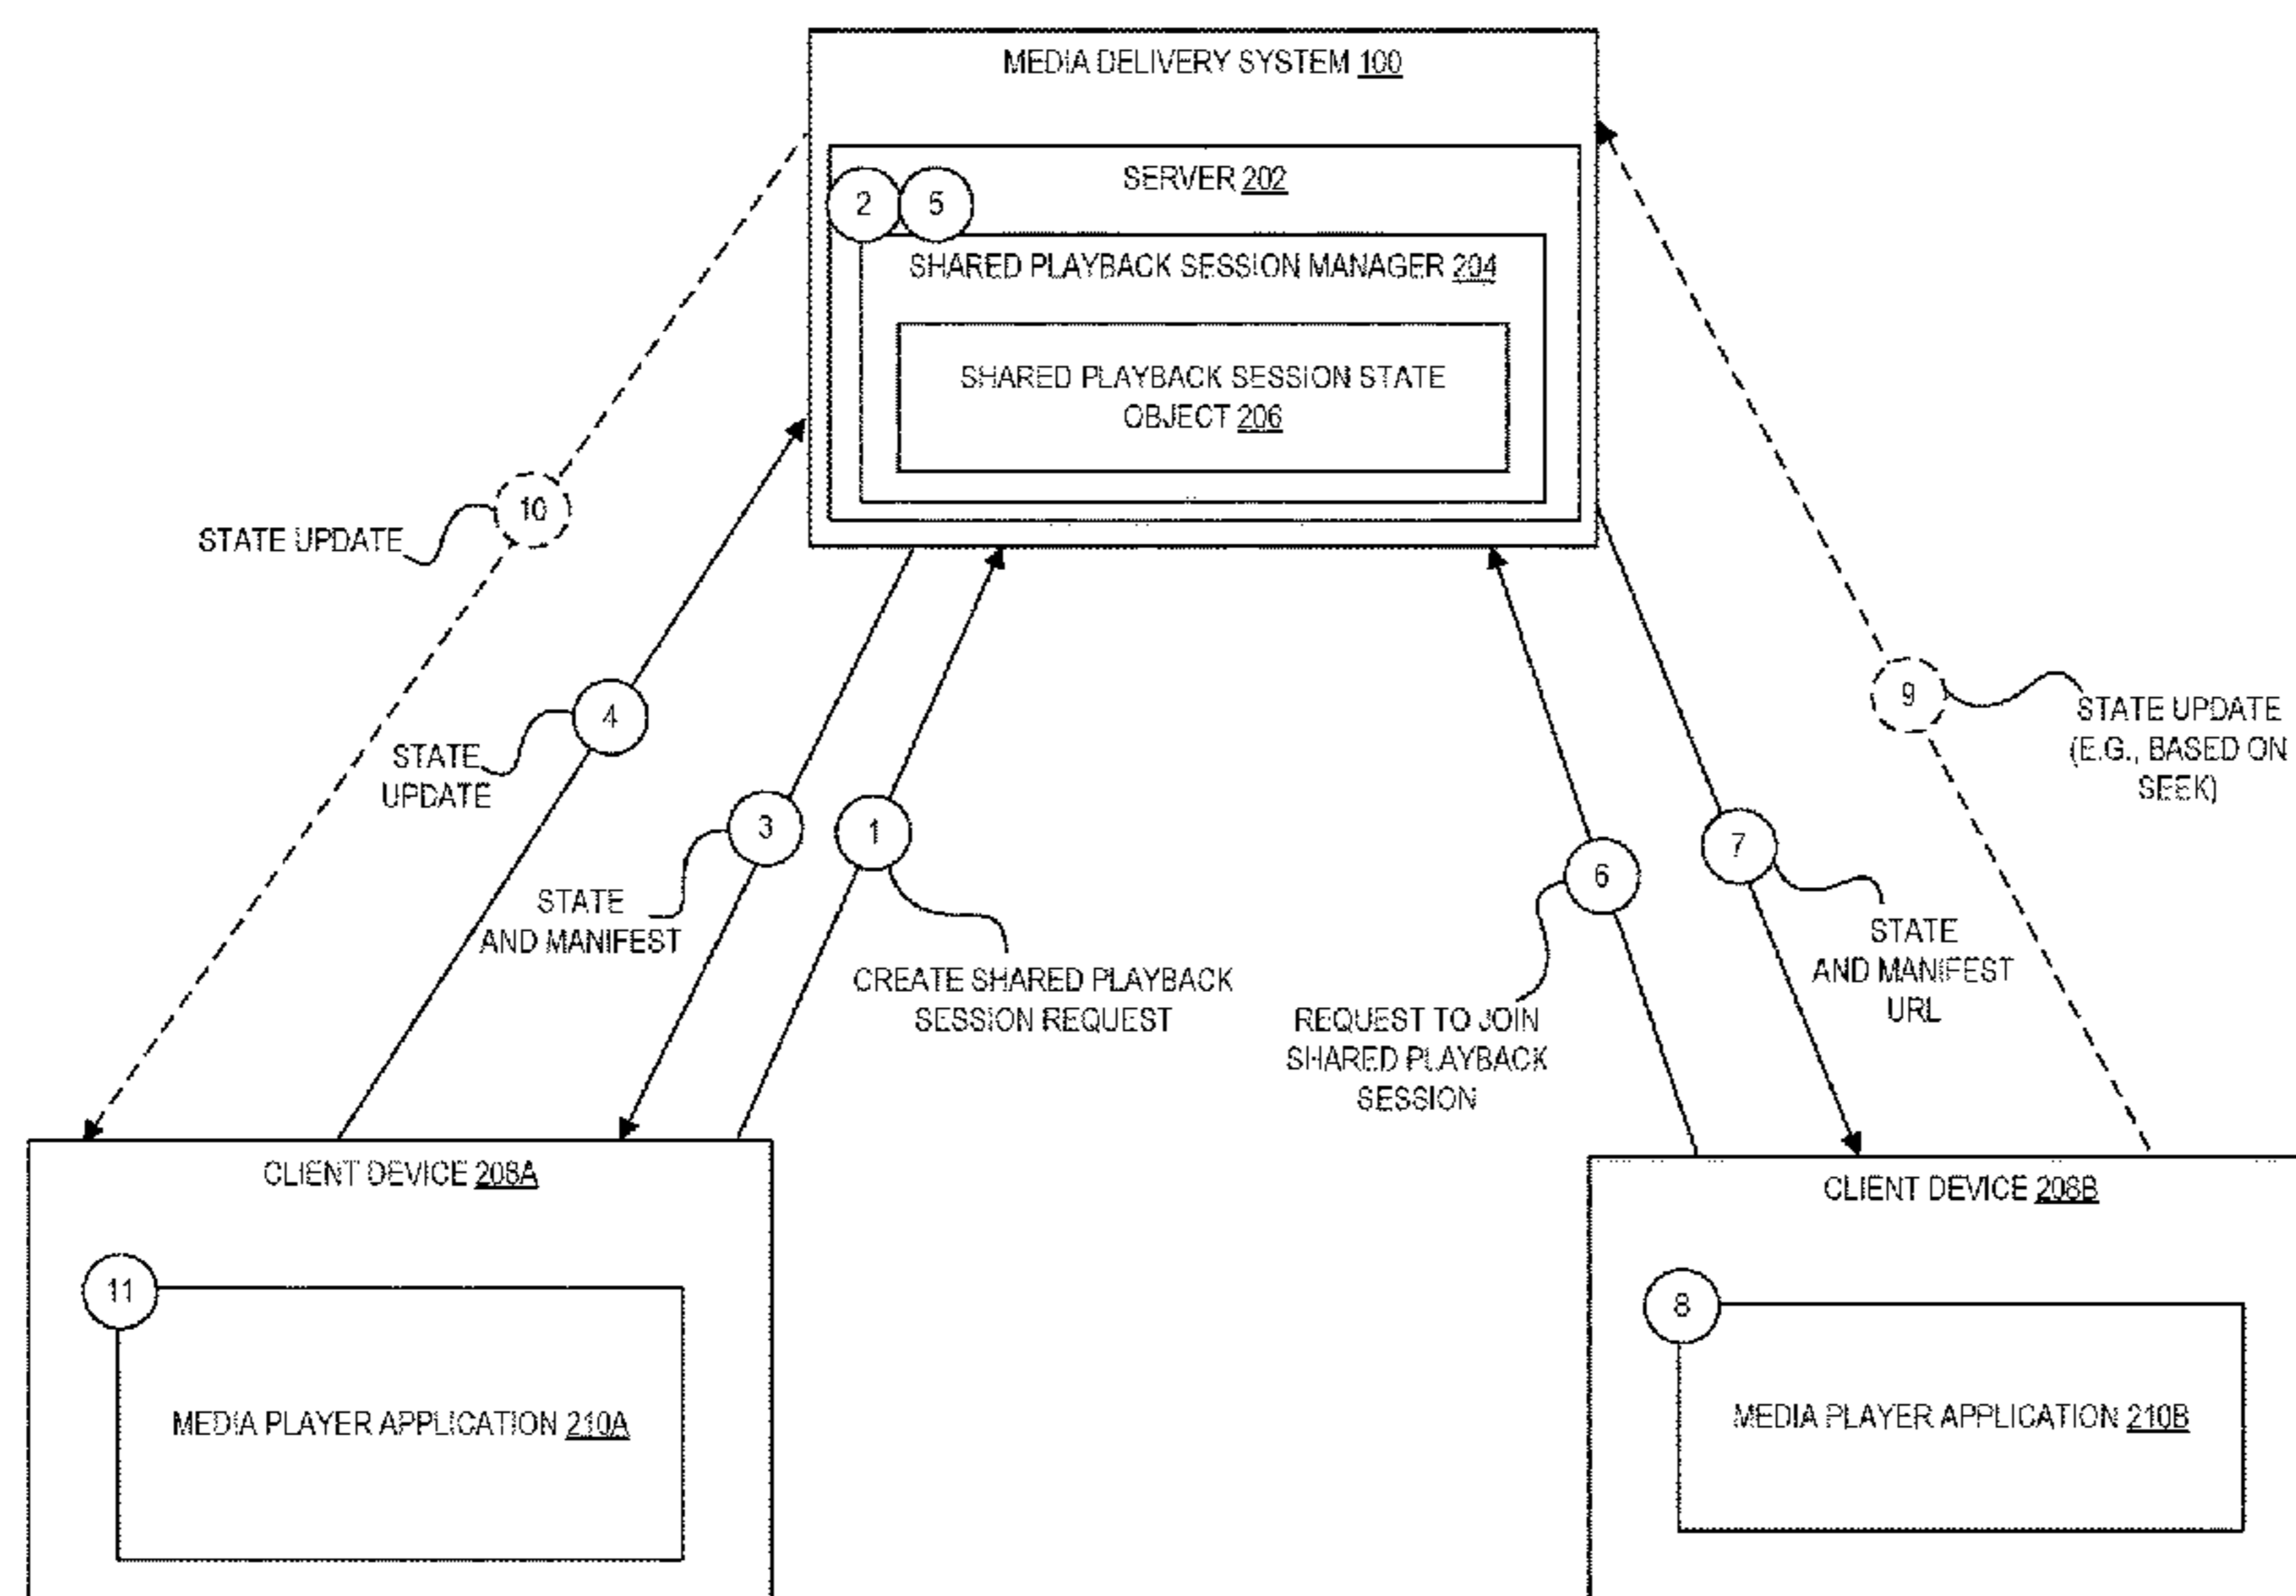 MEDIA DELIVERY SYSTEM 100
SERVER 202
2
5
SHARED PLAYBACK SESSION MANAGER 204
SHARED PLAYBACK SESSION STATE
OBJECT 206
10
STATE UPDATE
4
STATE
UPDATE
3
STATE
AND MANIFEST
1
CREATE SHARED PLAYBACK
SESSION REQUEST
6
REQUEST TO JOIN
SHARED PLAYBACK
SESSION
7
STATE
AND MANIFEST
URL
9
STATE UPDATE
(E.G., BASED ON
SEEK)
CLIENT DEVICE 208A
11
MEDIA PLAYER APPLICATION 210A
CLIENT DEVICE 208B
8
MEDIA PLAYER APPLICATION 210B